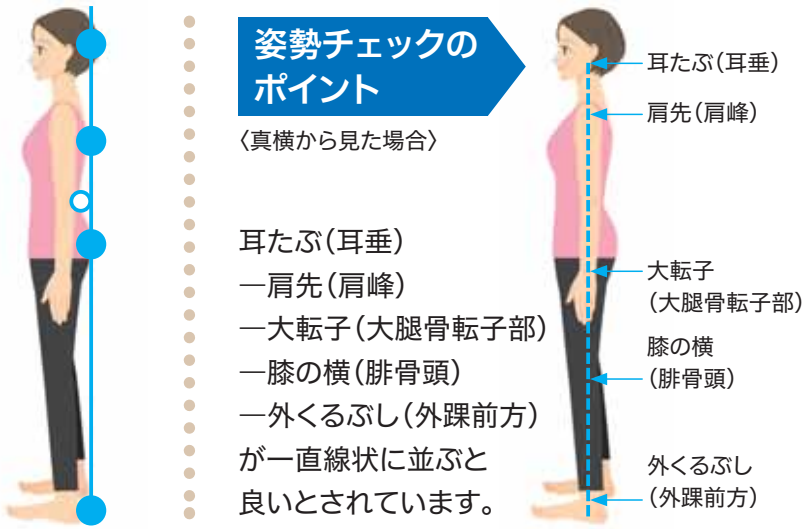 姿勢チェックの
ポイント
〈真横から見た場合〉
耳たぶ(耳垂)
―肩先(肩峰)
―大転子(大腿骨転子部)
―膝の横(腓骨頭)
―外くるぶし(外踝前方)
が一直線状に並ぶと
良いとされています。
耳たぶ(耳垂)
肩先(肩峰)
大転子
(大腿骨転子部)
膝の横
(腓骨頭)
外くるぶし
(外踝前方)